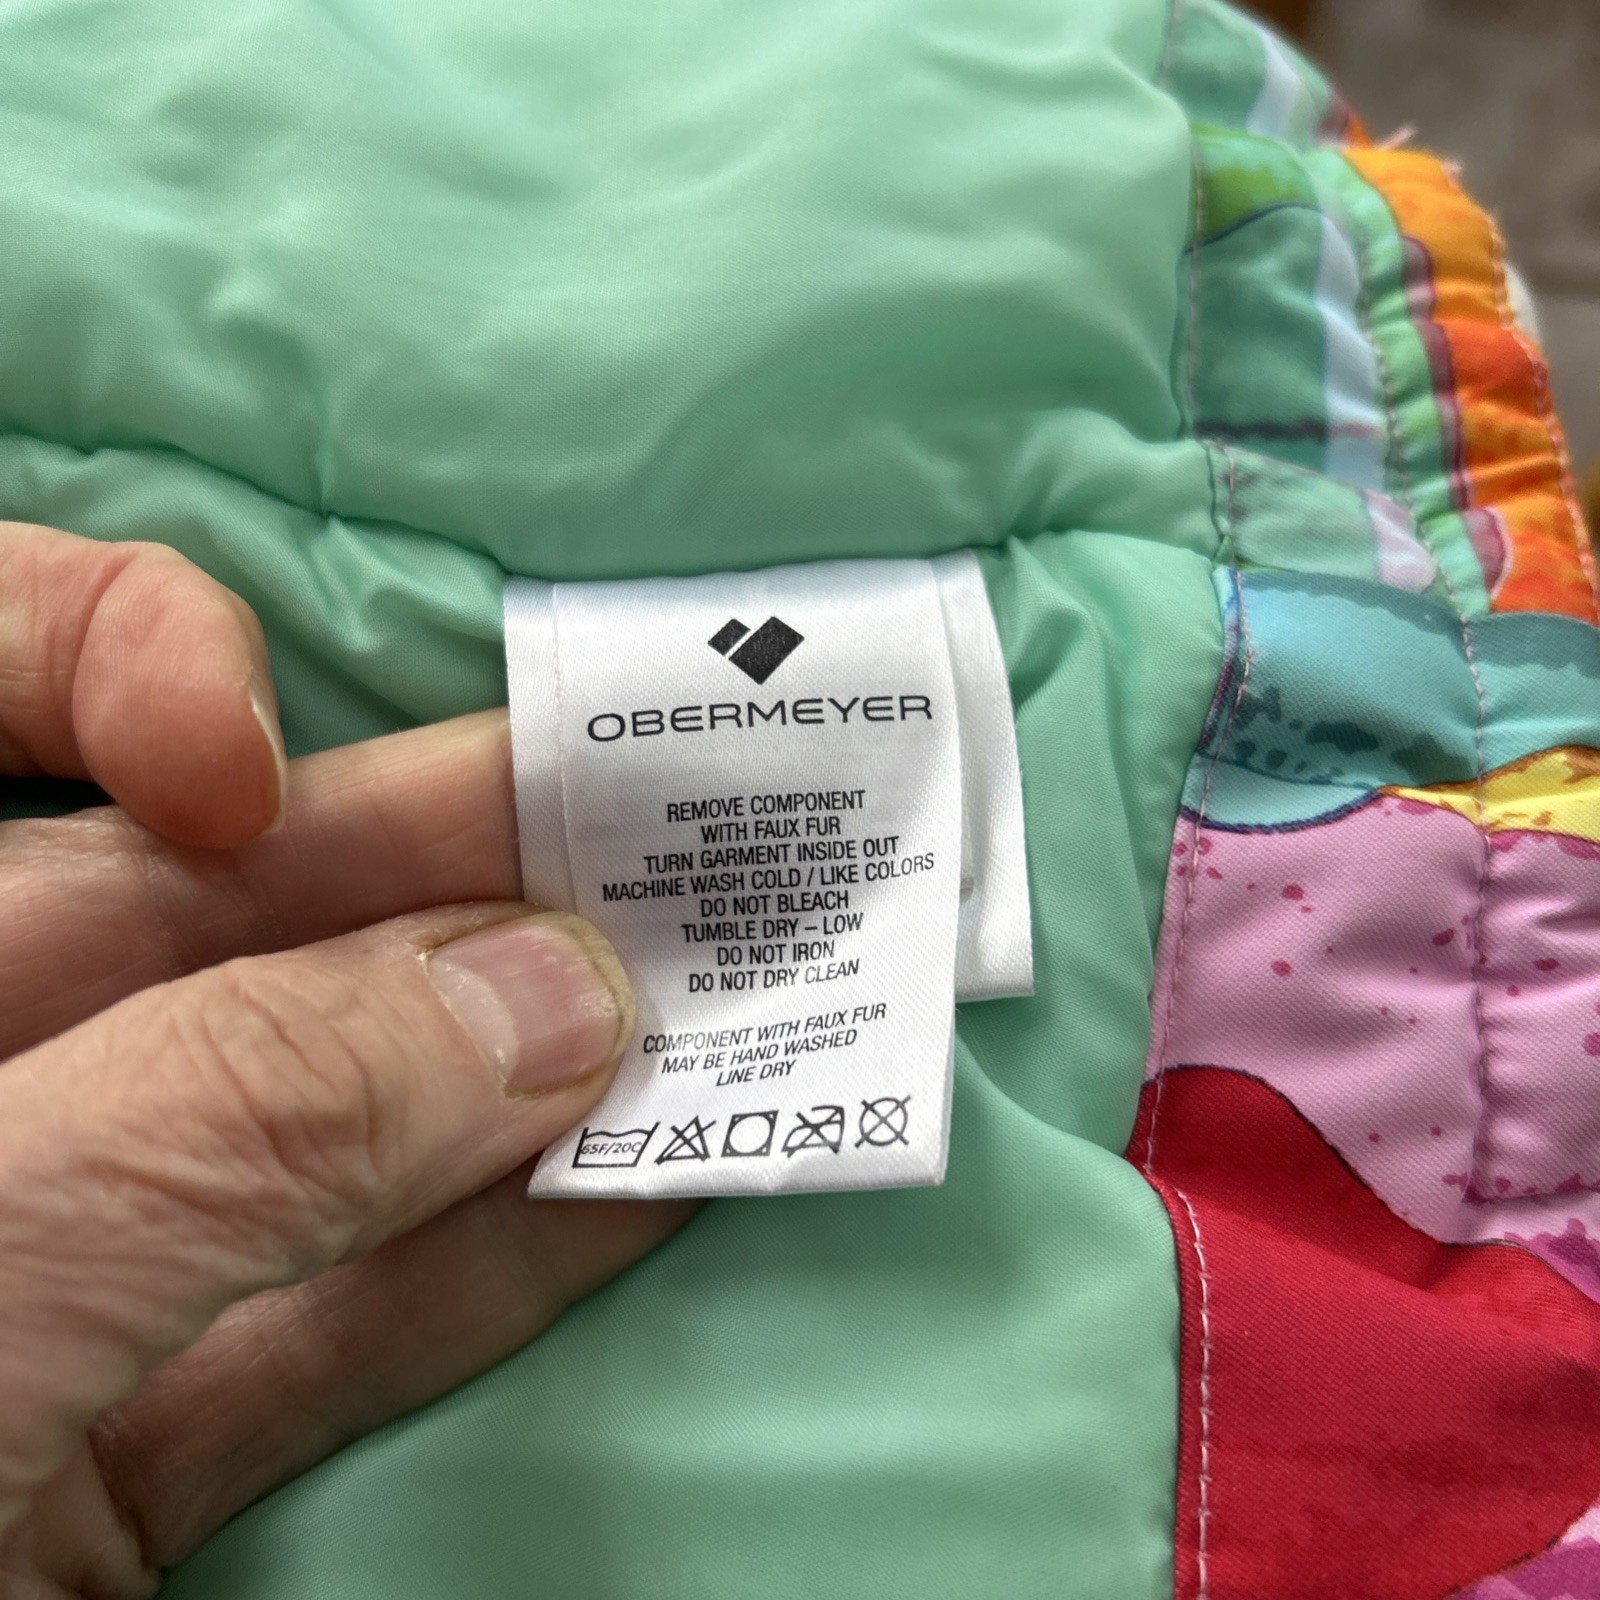 OBERMEYER
REMOVE COMPONENT
WITH FAUX FUR
TURN GARMENT INSIDE OUT
MACHINE WASH COLD / LIKE COLORS
DO NOT BLEACH
TUMBLE DRY – LOW
DO NOT IRON
DO NOT DRY CLEAN
COMPONENT WITH FAUX FUR
MAY BE HAND WASHED
LINE DRY
65F/20C